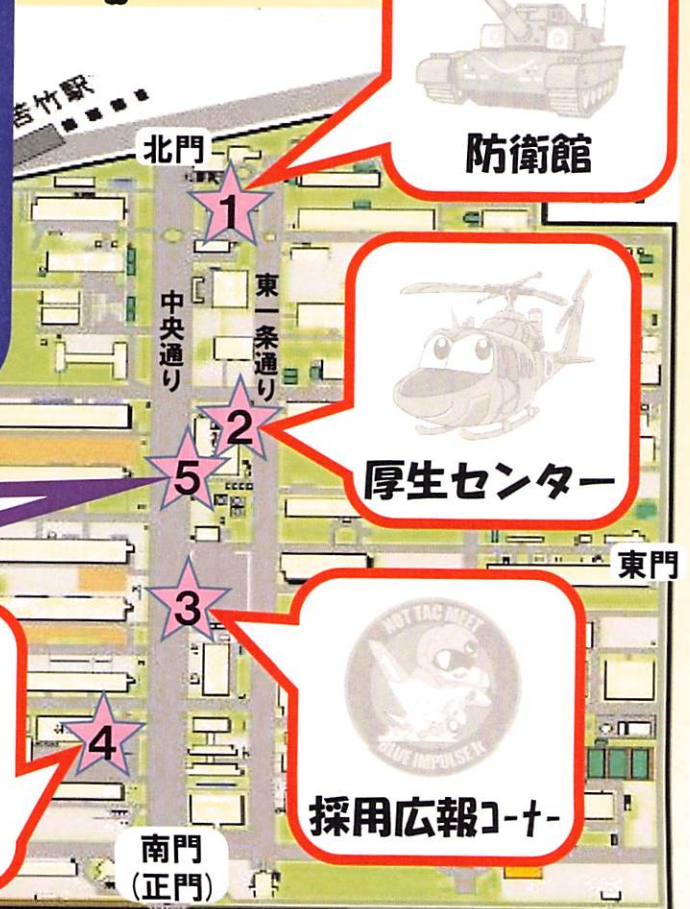 防衛館
若竹駅
北門
1
東一条通り
中央通り
2
厚生センター
5
東門
3
HOT TAC MEET
BLUE IMPULSE Jr
採用広報コーナー
4
南門
(正門)